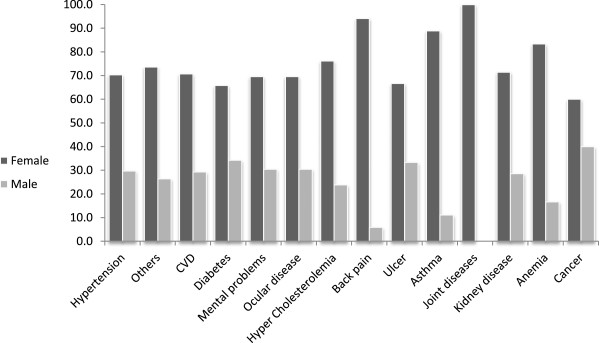 100.0
90.0
80.0
70.0
60.0
50.0
40.0
30.0
20.0
10.0
0.0
Female
Male
Hypertension
Others
CVD
Diabetes
Mental problems
Ocular disease
Hyper Cholesterolemia
Back pain
Ulcer
Asthma
Joint diseases
Kidney disease
Anemia
Cancer